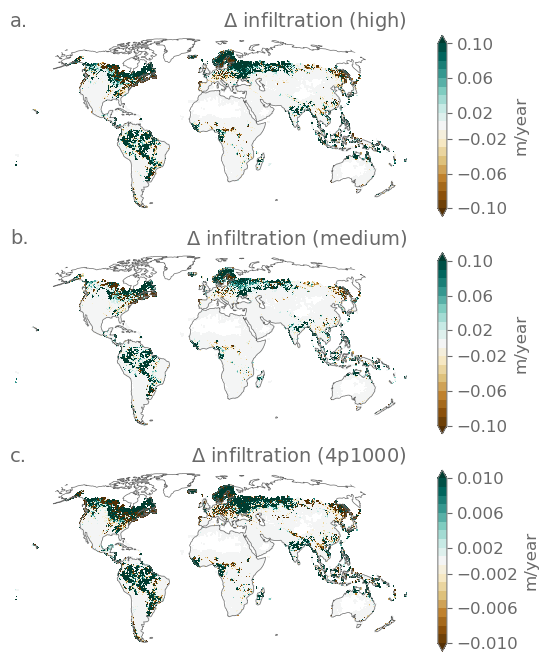 a.
Δ infiltration (high)
0.10
0.06
0.02
−0.02
−0.06
−0.10
m/year
b.
Δ infiltration (medium)
0.10
0.06
0.02
−0.02
−0.06
−0.10
m/year
c.
Δ infiltration (4p1000)
0.010
0.006
0.002
−0.002
−0.006
−0.010
m/year